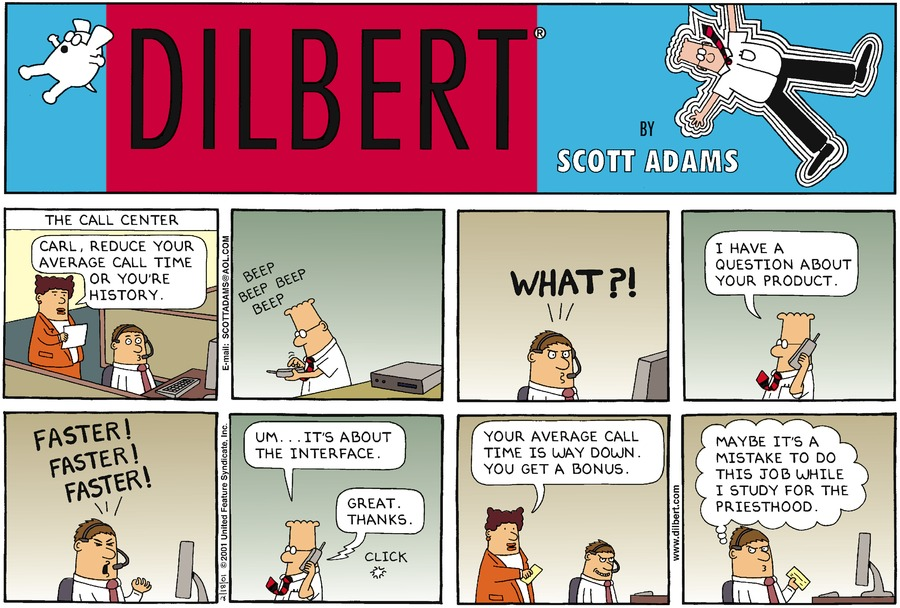 DILBERT®
BY
SCOTT ADAMS
THE CALL CENTER
CARL, REDUCE YOUR
AVERAGE CALL TIME
OR YOU'RE
HISTORY.
E-mail: SCOTTADAMS@AOL.COM
BEEP
BEEP BEEP
BEEP
WHAT?!
I HAVE A
QUESTION ABOUT
YOUR PRODUCT.
FASTER!
FASTER!
FASTER!
2/18/01 ©2001 United Feature Syndicate, Inc.
UM...IT'S ABOUT
THE INTERFACE.
GREAT.
THANKS.
CLICK
YOUR AVERAGE CALL
TIME IS WAY DOWN.
YOU GET A BONUS.
www.dilbert.com
MAYBE IT'S A
MISTAKE TO DO
THIS JOB WHILE
I STUDY FOR THE
PRIESTHOOD.